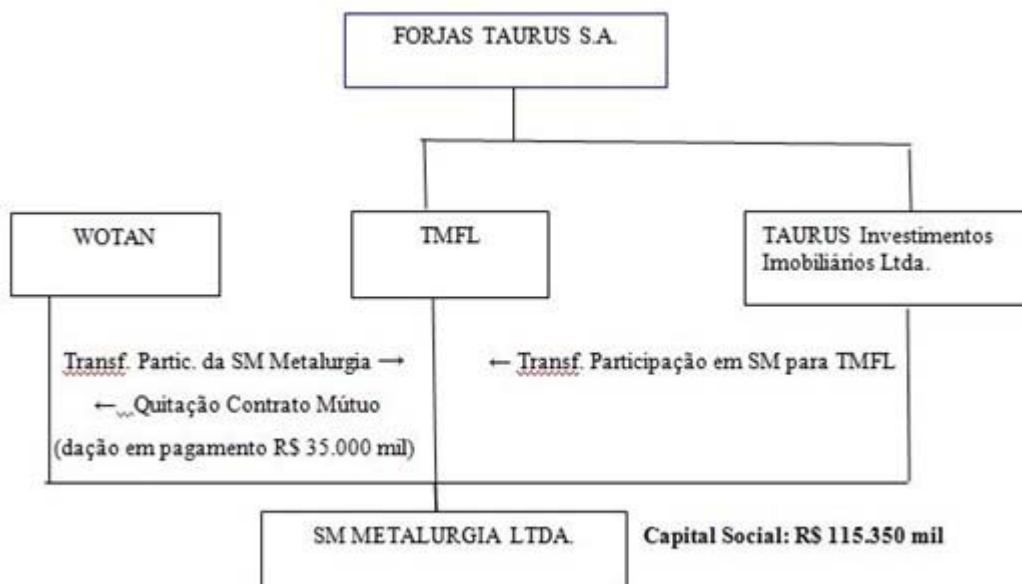 FORJAS TAURUS S.A.
WOTAN
TMFL
TAURUS Investimentos
Imobiliários Ltda.
Transf. Partic. da SM Metalurgia →
← Transf. Participação em SM para TMFL
← Quitação Contrato Mútuo
(dação em pagamento R$ 35.000 mil)
SM METALURGIA LTDA.
Capital Social: R$ 115.350 mil